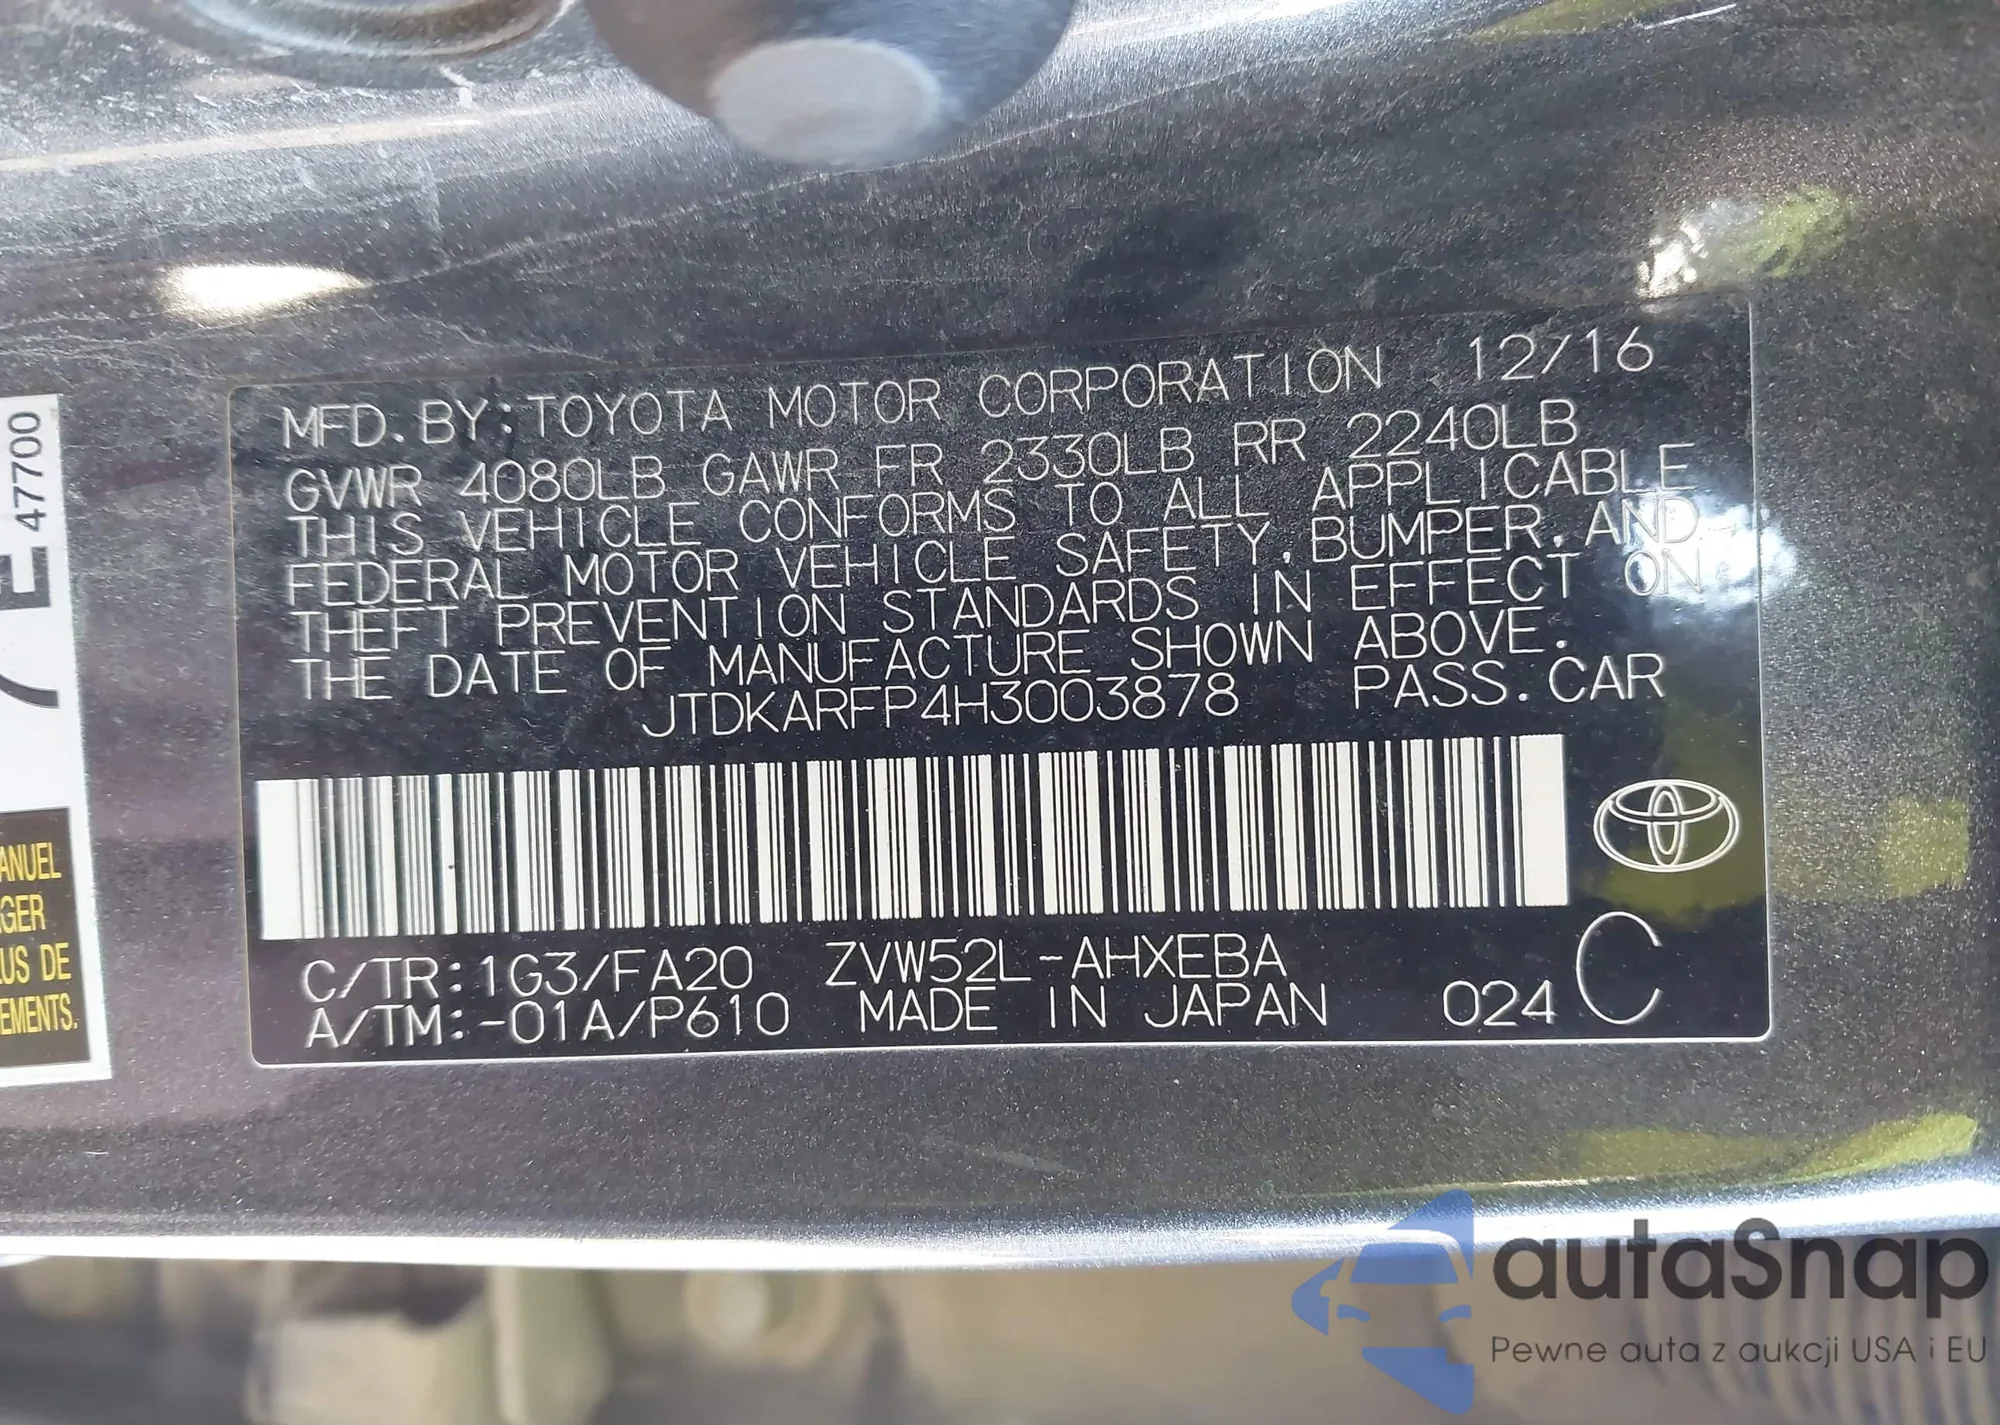 MFD. BY: TOYOTA MOTOR CORPORATION 12/16
GVWR 4080LB GAWR FR 2330LB RR 2240LB
THIS VEHICLE CONFORMS TO ALL APPLICABLE
FEDERAL MOTOR VEHICLE SAFETY, BUMPER, AND
THEFT PREVENTION STANDARDS IN EFFECT ON
THE DATE OF MANUFACTURE SHOWN ABOVE.
JTDKARFP4H3003878 PASS. CAR
C/TR: 1G3/FA20 ZVW52L-AHXEBA
A/TM: -01A/P610 MADE IN JAPAN 024 C
47700
E
ANUEL
GER
US DE
EMENTS.
autaSnap
Pewne auta z aukcji USA i EU